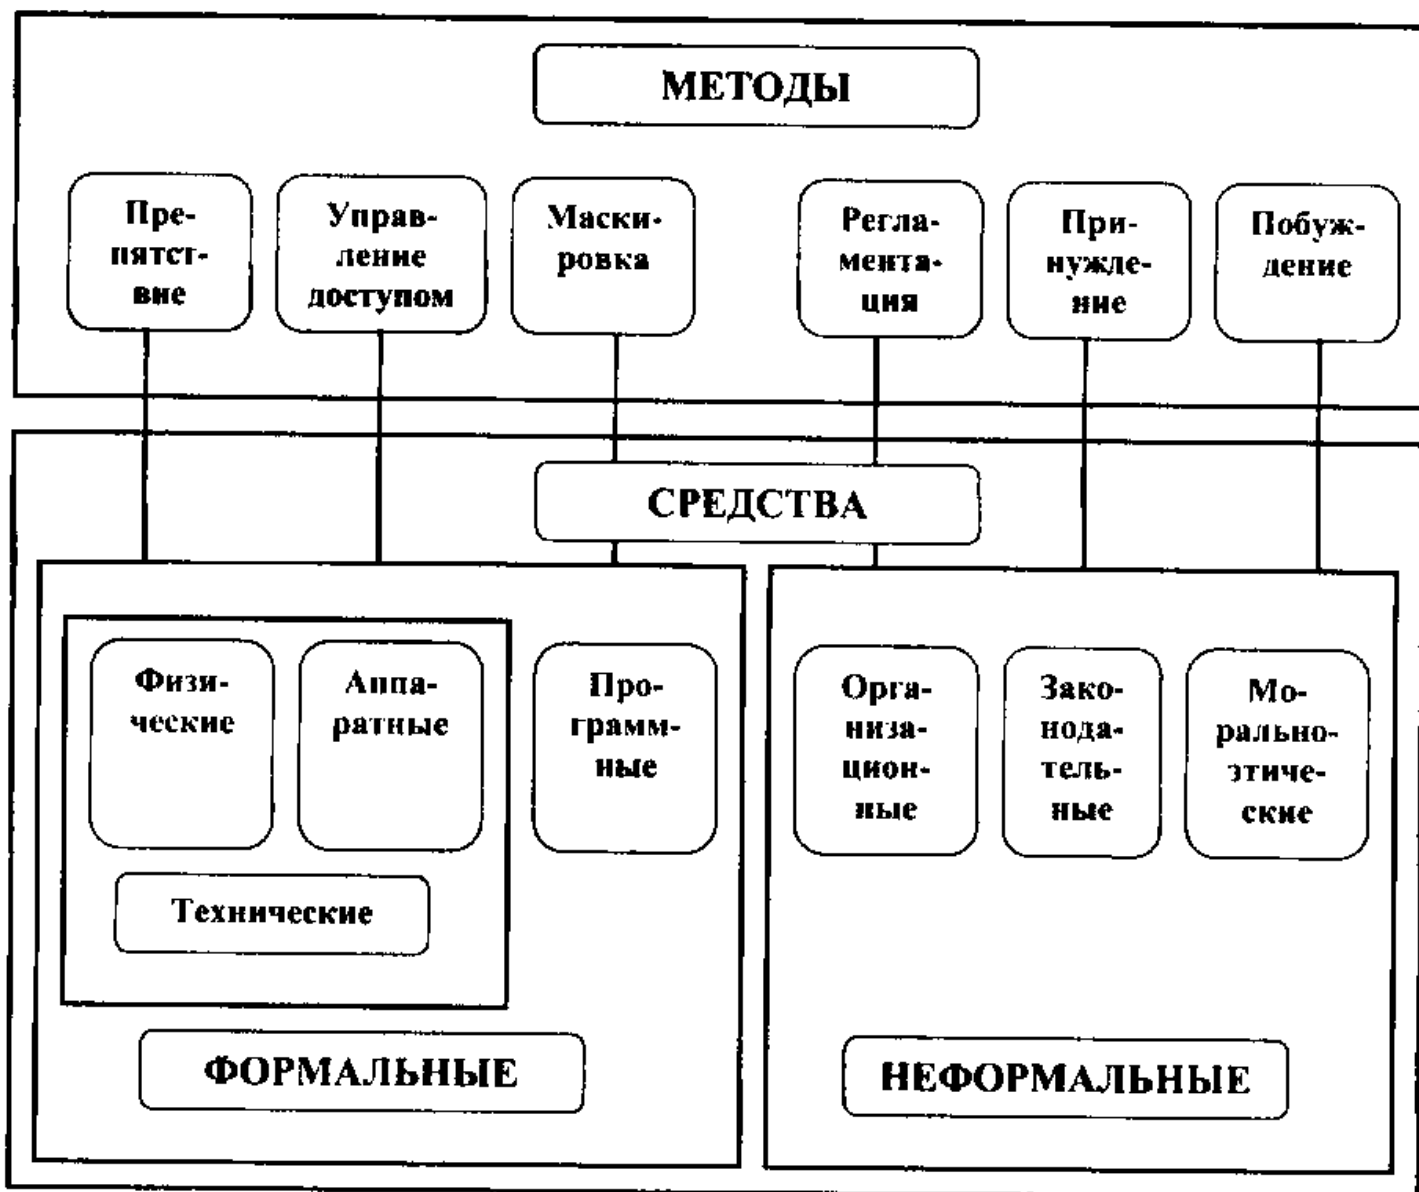 МЕТОДЫ
Пре-
пятст-
вие
Управ-
ление
доступом
Маски-
ровка
Регла-
мента-
ция
При-
нужде-
ние
Побуж-
дение
СРЕДСТВА
Физи-
ческие
Аппа-
ратные
Про-
грамм-
ные
Орга-
низа-
цион-
ные
Зако-
нода-
тель-
ные
Мо-
рально-
этиче-
ские
Технические
ФОРМАЛЬНЫЕ
НЕФОРМАЛЬНЫЕ